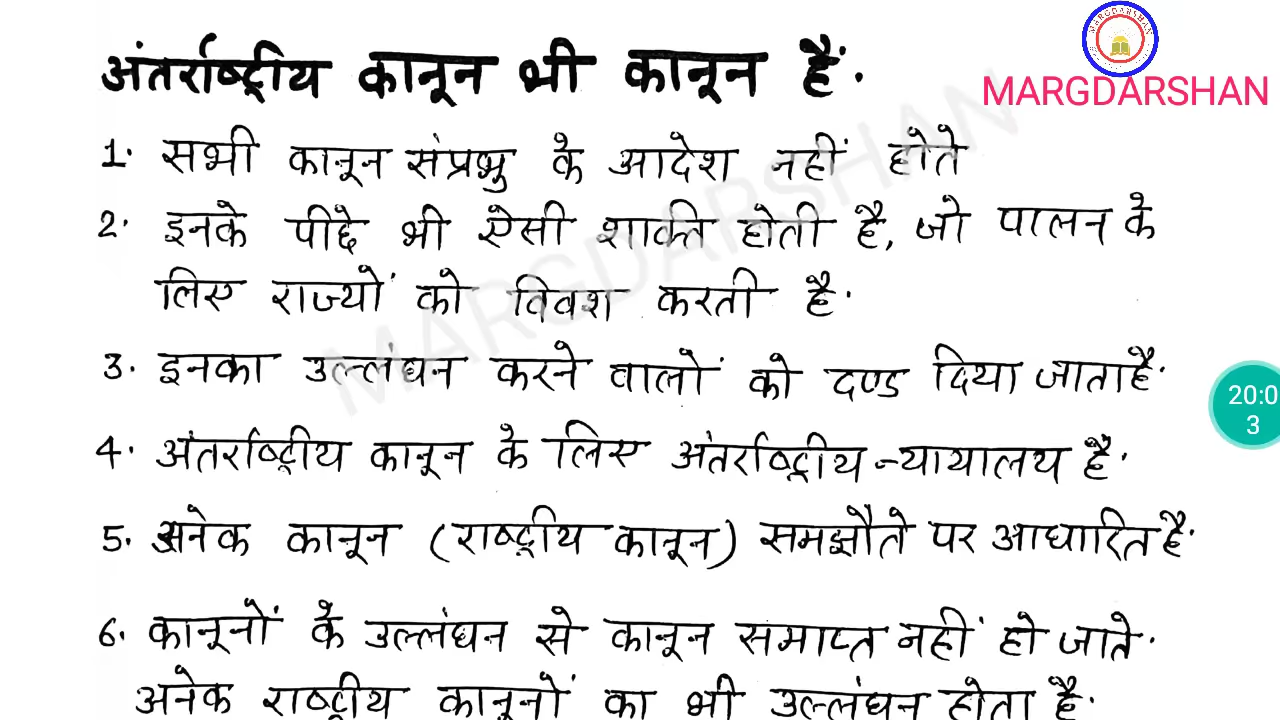 अंतर्राष्ट्रीय कानून भी कानून हैं.
MARGDARSHAN
1. सभी कानून संप्रभु के आदेश नहीं होते
2. इनके पीछे भी ऐसी शक्ति होती है, जो पालन के
लिए राज्यों को विवश करती है.
3. इनका उल्लंघन करने वालों को दण्ड दिया जाता है.
20:0
3
4. अंतर्राष्ट्रीय कानून के लिए अंतर्राष्ट्रीय न्यायालय है.
5. अनेक कानून (राष्ट्रीय कानून) समझौते पर आधारित है.
6. कानूनों के उल्लंघन से कानून समाप्त नहीं हो जाते.
अनेक राष्ट्रीय कानूनों का भी उल्लंघन होता है.
MARGDARSHAN